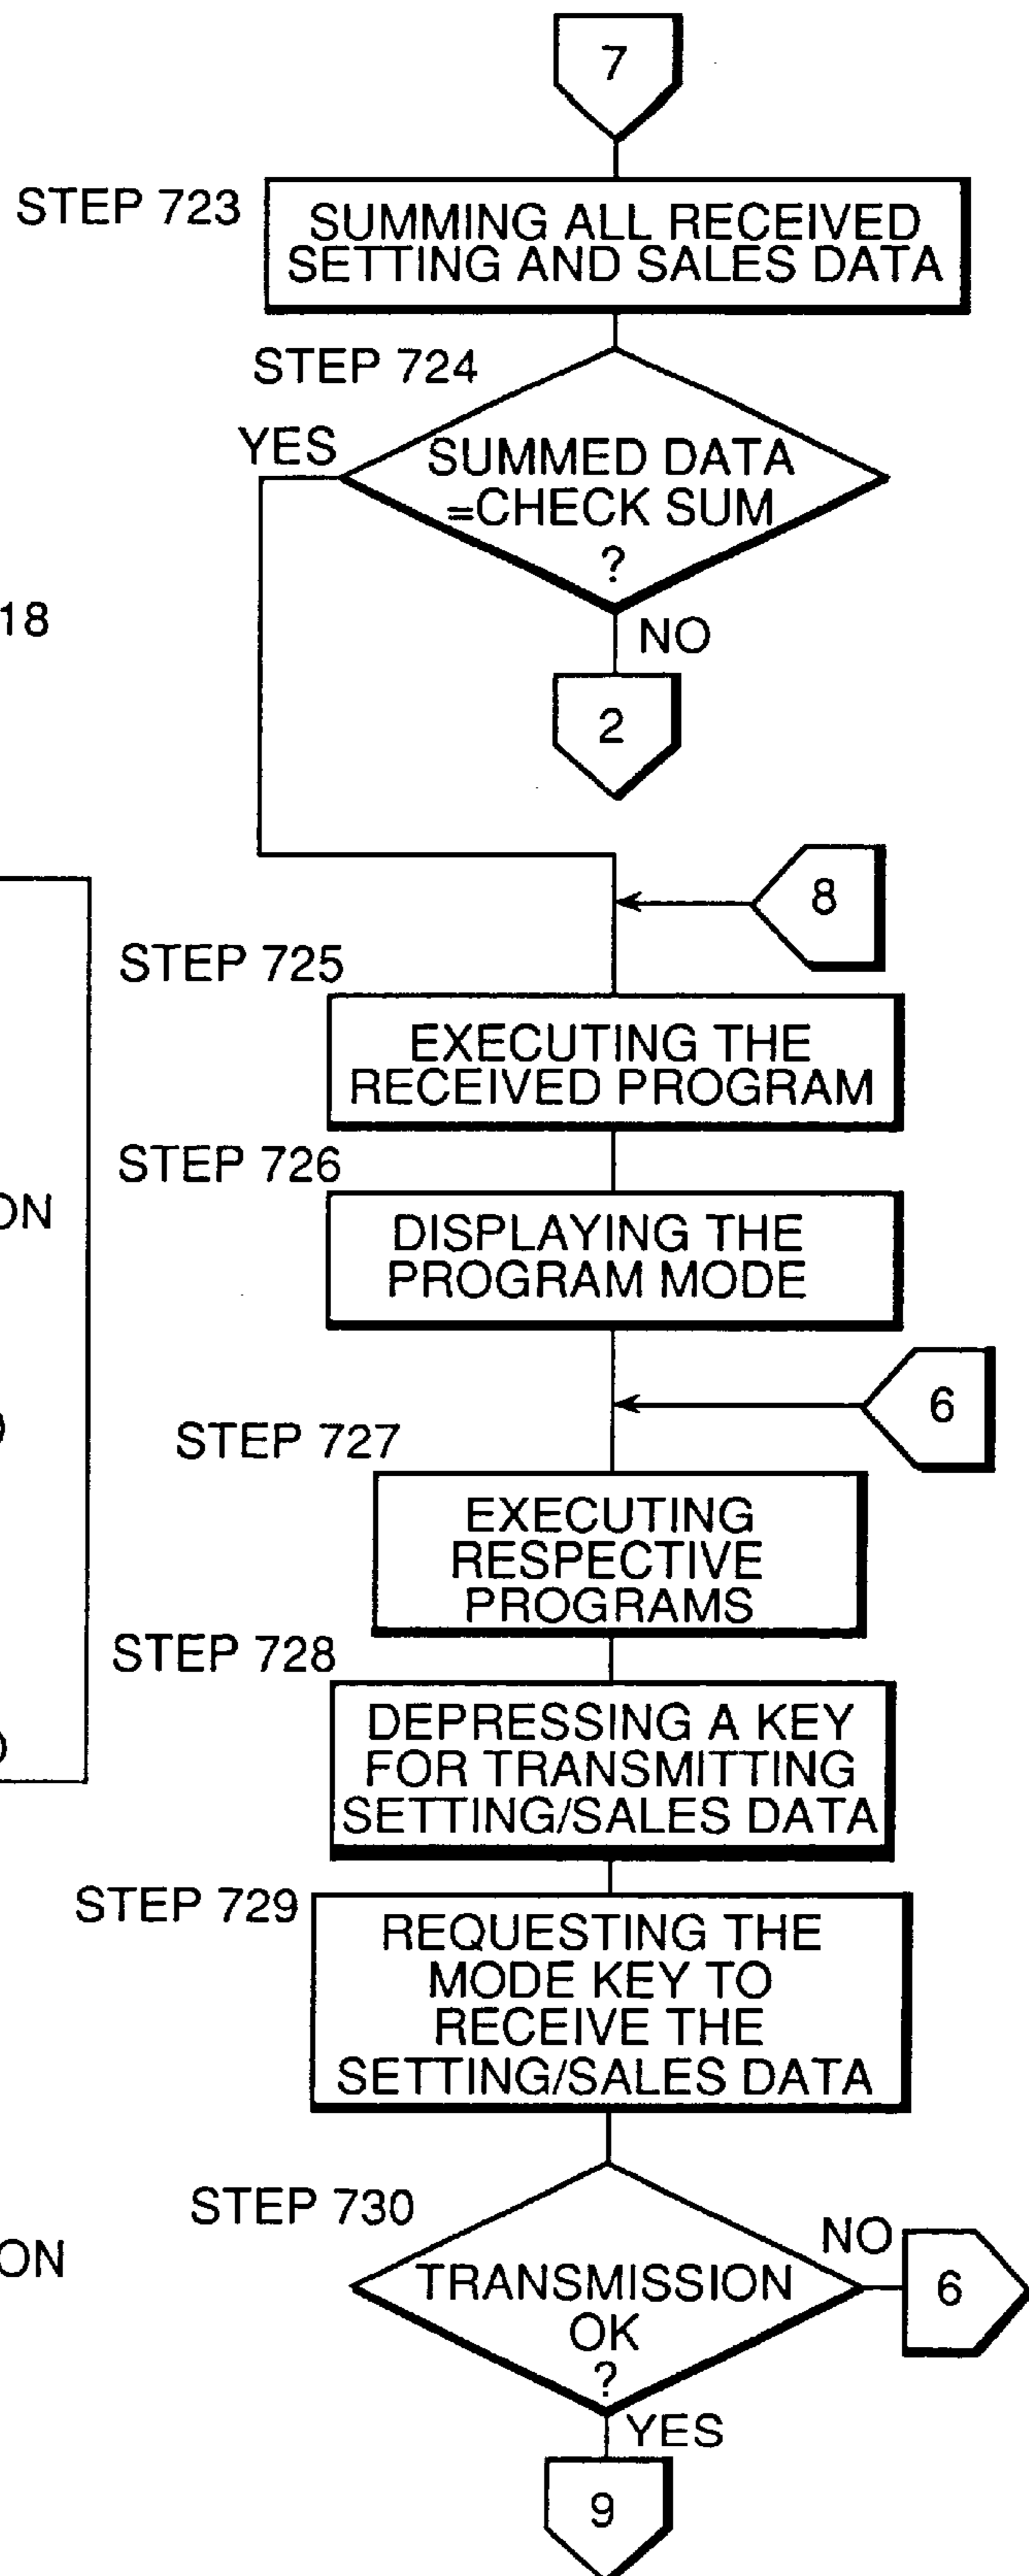 7
STEP 723
SUMMING ALL RECEIVED
SETTING AND SALES DATA
STEP 724
YES
SUMMED DATA
=CHECK SUM
?
NO
18
2
8
STEP 725
EXECUTING THE
RECEIVED PROGRAM
STEP 726
ON
DISPLAYING THE
PROGRAM MODE
6
)
STEP 727
EXECUTING
RESPECTIVE
PROGRAMS
STEP 728
)
DEPRESSING A KEY
FOR TRANSMITTING
SETTING/SALES DATA
STEP 729
REQUESTING THE
MODE KEY TO
RECEIVE THE
SETTING/SALES DATA
STEP 730
NO
ON
TRANSMISSION
OK
?
6
YES
9